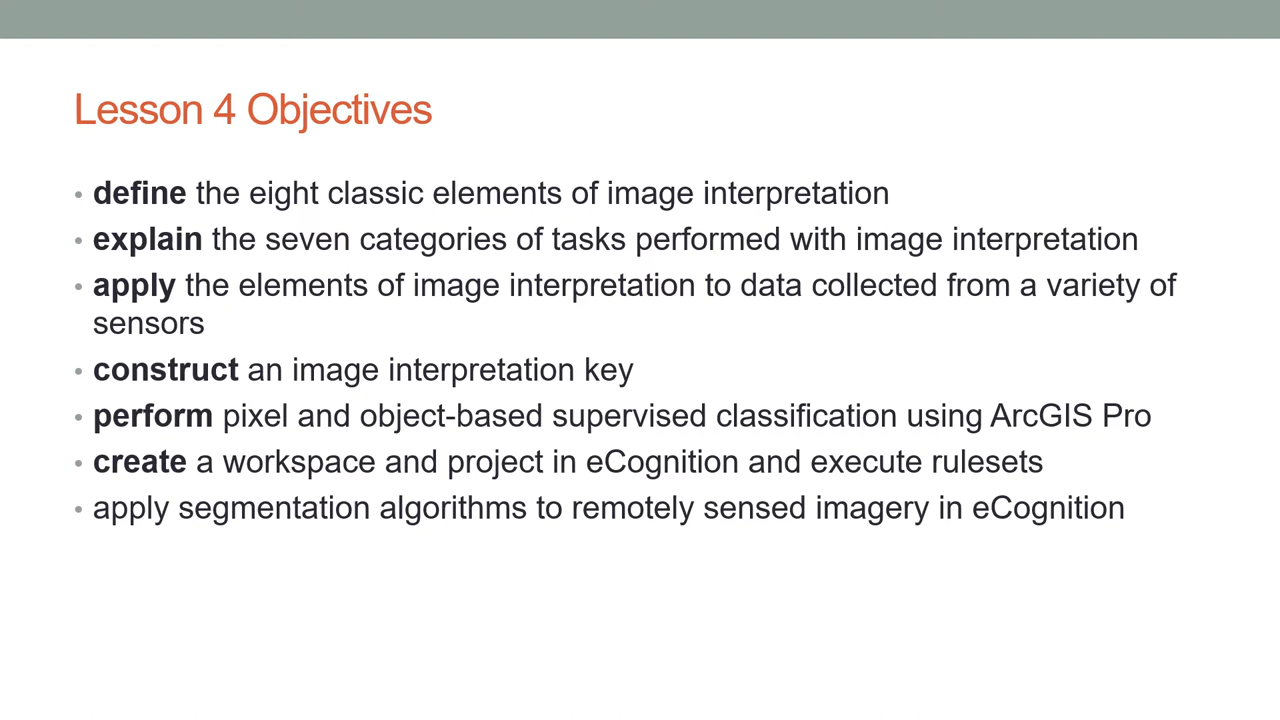 Lesson 4 Objectives
• define the eight classic elements of image interpretation
• explain the seven categories of tasks performed with image interpretation
• apply the elements of image interpretation to data collected from a variety of
sensors
• construct an image interpretation key
• perform pixel and object-based supervised classification using ArcGIS Pro
• create a workspace and project in eCognition and execute rulesets
• apply segmentation algorithms to remotely sensed imagery in eCognition